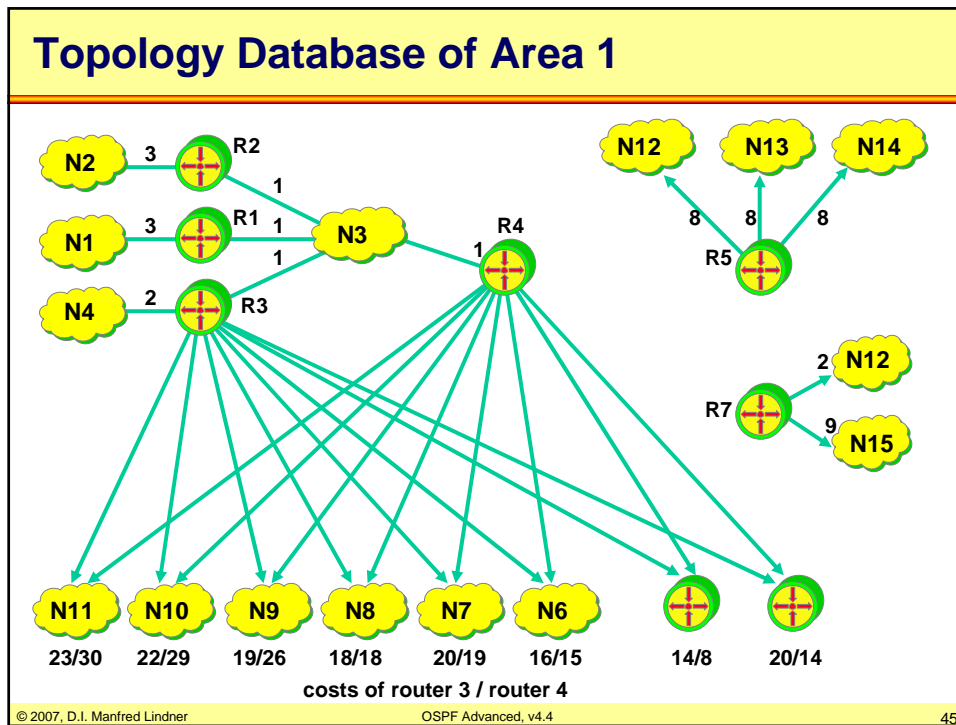 Topology Database of Area 1
N2
3
R2
N12
N13
N14
1
N1
3
R1
1
N3
R4
1
8
8
8
1
R5
N4
2
R3
2
N12
R7
9
N15
N11
N10
N9
N8
N7
N6
23/30
22/29
19/26
18/18
20/19
16/15
14/8
20/14
costs of router 3 / router 4
© 2007, D.I. Manfred Lindner
OSPF Advanced, v4.4
45